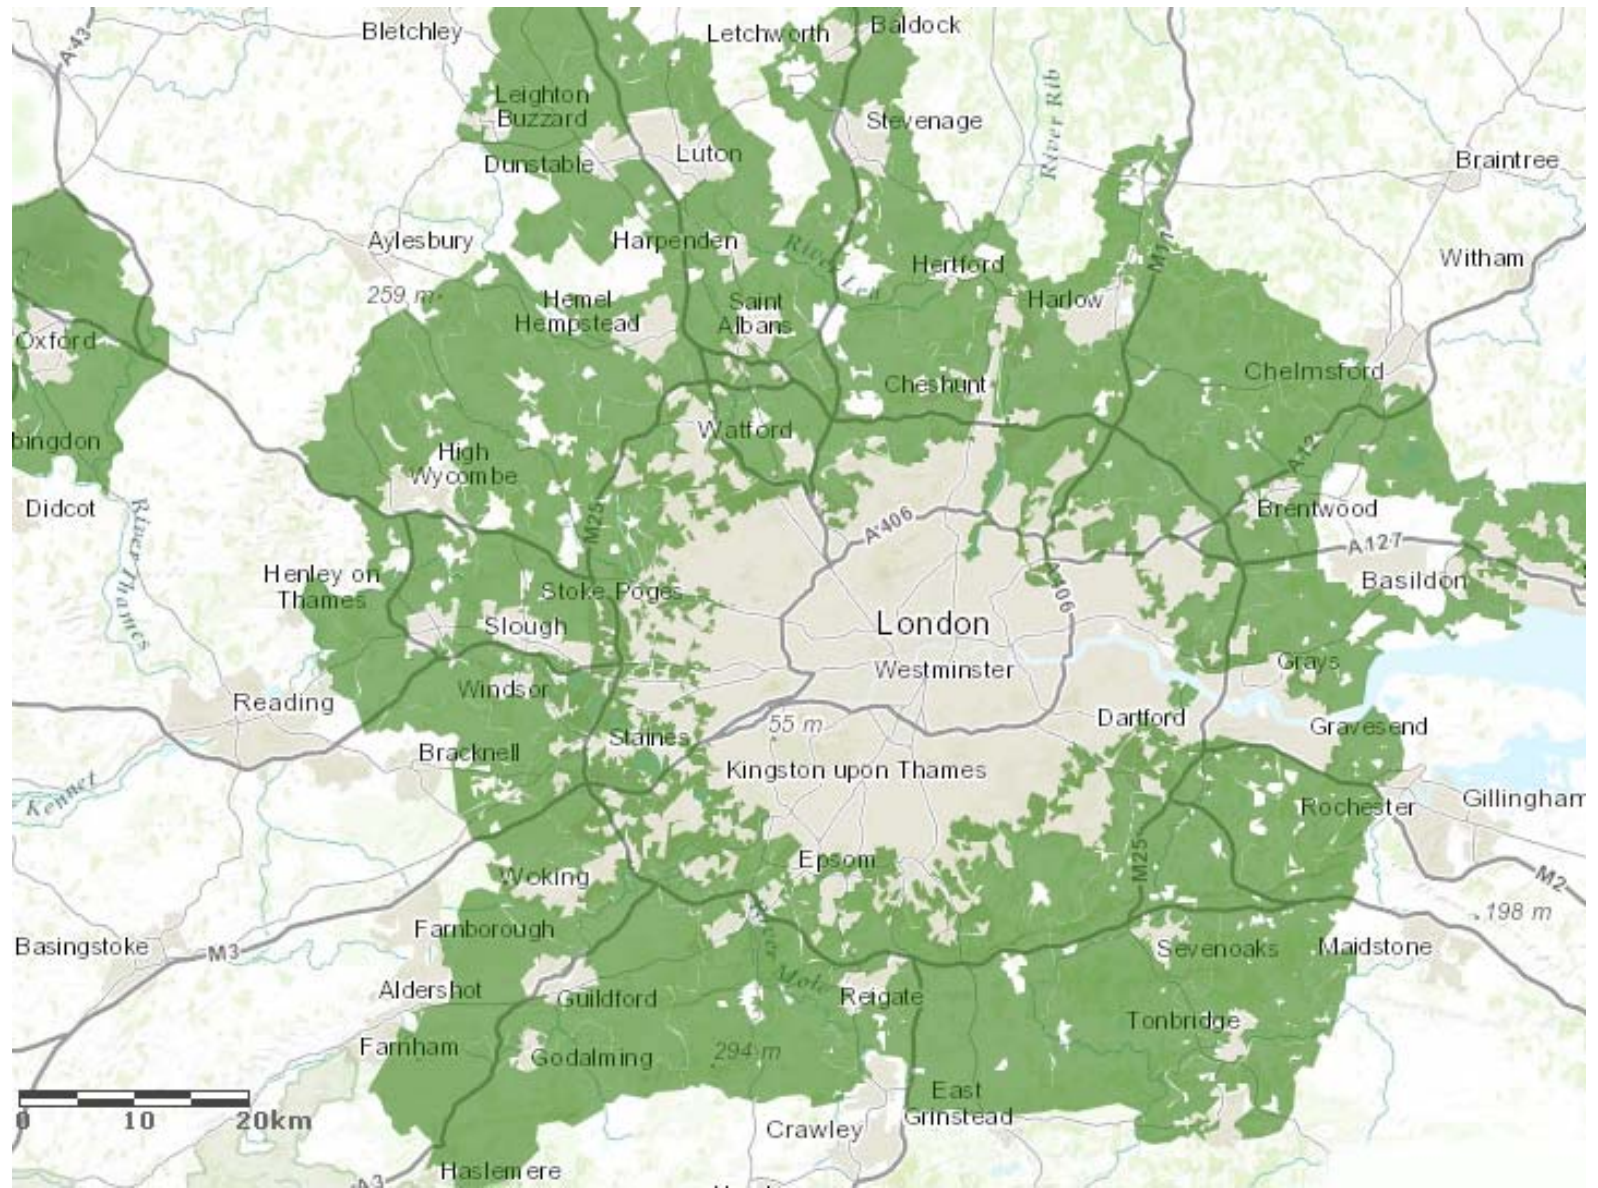 A43
Bletchley
Letchworth
Baldock
Leighton
Buzzard
Stevenage
River Rib
Dunstable
Luton
Braintree
Aylesbury
Harpenden
River Lea
Hertford
Witham
M11
259 m
Hemel
Hempstead
Saint
Albans
Harlow
Oxford
Cheshunt
Chelmsford
bingdon
Watford
High
Wycombe
A12
Didcot
River Thames
M25
A406
Brentwood
A127
Henley on
Thames
Stoke Poges
A406
Basildon
Slough
London
Westminster
Grays
Windsor
Reading
55 m
Dartford
Gravesend
Staines
Bracknell
Kingston upon Thames
Kennet
Rochester
Gillingham
M25
Epsom
Woking
M2
198 m
Farnborough
River Mole
Basingstoke
M3
Sevenoaks
Maidstone
Aldershot
Guildford
Reigate
Tonbridge
Farnham
Godalming
294 m
East
Grinstead
0 10 20km
Crawley
Haslemere
A3